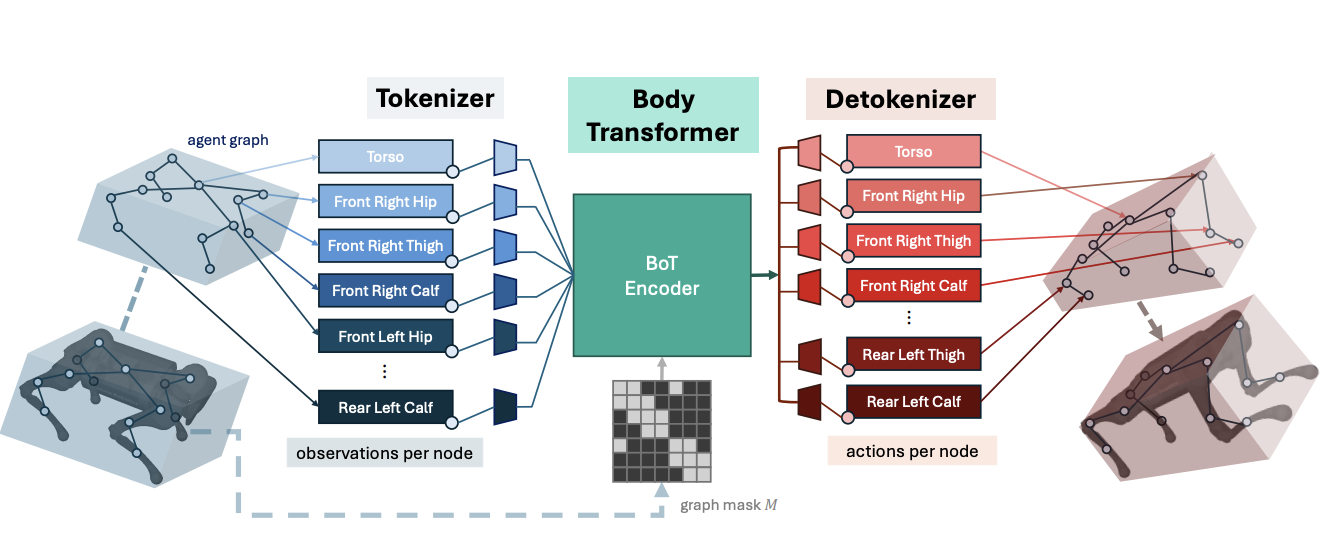 Tokenizer
Body
Transformer
Detokenizer
agent graph
Torso
Front Right Hip
Front Right Thigh
Front Right Calf
Front Left Hip
⋮
Rear Left Calf
observations per node
BoT
Encoder
graph mask M
Torso
Front Right Hip
Front Right Thigh
Front Right Calf
⋮
Rear Left Thigh
Rear Left Calf
actions per node